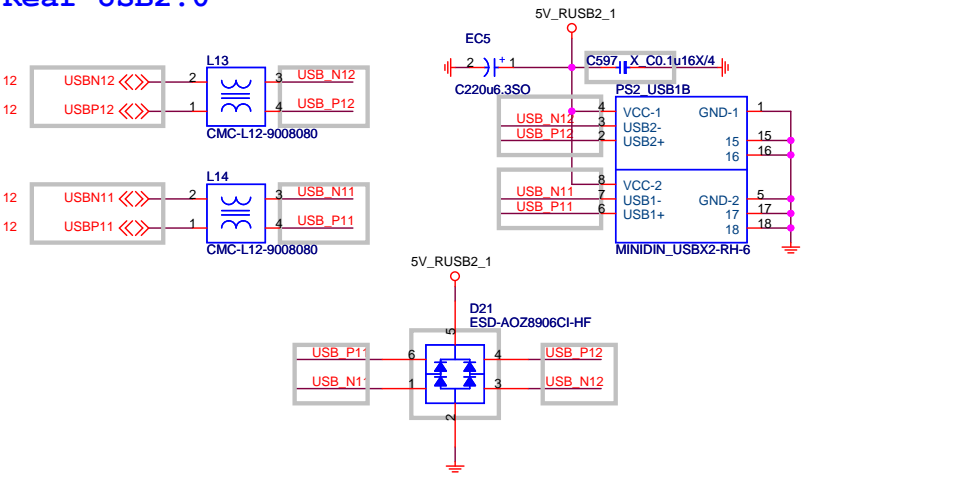 Rear USB2.0
5V_RUSB2_1
EC5
2 + 1
C220u6.3SO
C597 X_C0.1u16X/4
L13
12 USBN12 2 3 USB_N12
12 USBP12 1 4 USB_P12
CMC-L12-9008080
PS2_USB1B
4 VCC-1 GND-1 1
USB_N12 3 USB2-
USB_P12 2 USB2+ 15 15
16 16
L14
12 USBN11 2 3 USB_N11
12 USBP11 1 4 USB_P11
CMC-L12-9008080
8 VCC-2
USB_N11 7 USB1- GND-2 5
USB_P11 6 USB1+ 17 17
18 18
MINIDIN_USBX2-RH-6
5V_RUSB2_1
D21
ESD-AOZ8906CI-HF
5
USB_P11 6 4 USB_P12
USB_N11 1 3 USB_N12
2